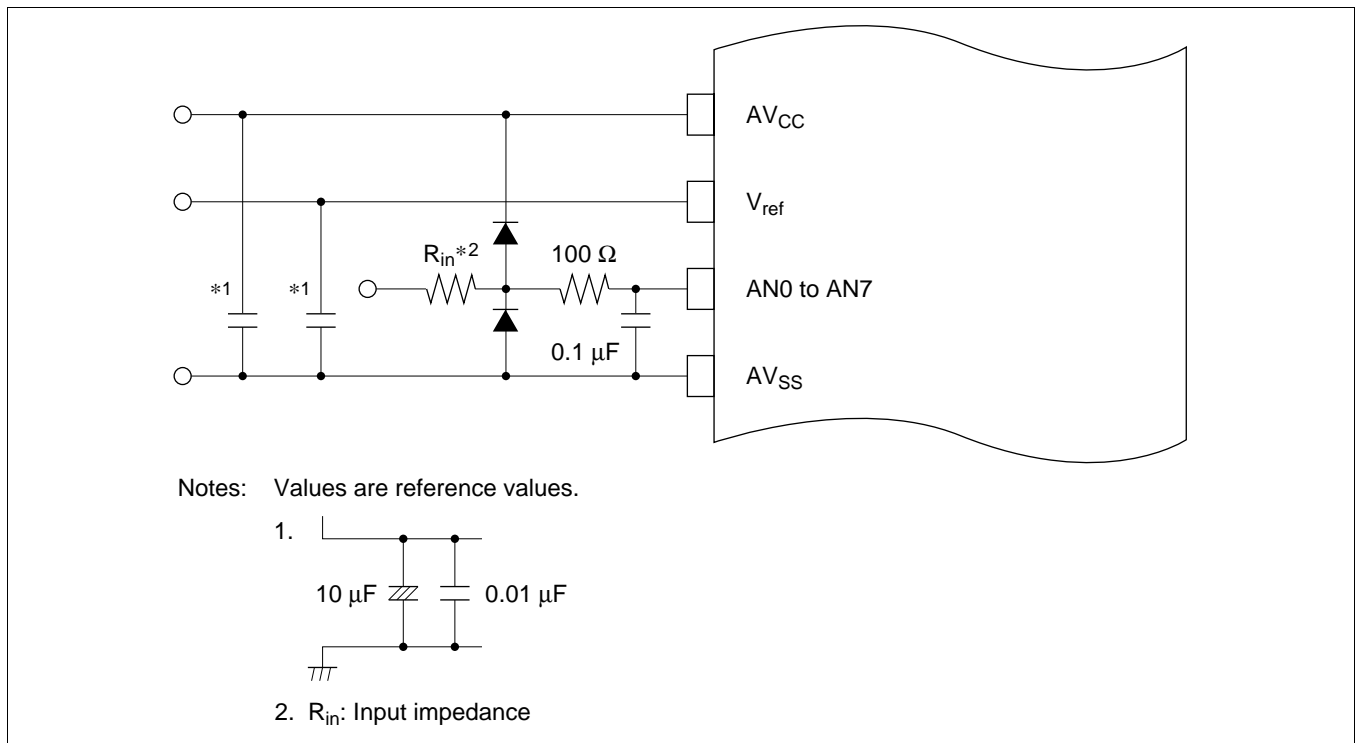 AVCC
Vref
Rin*2
100 Ω
*1
*1
AN0 to AN7
0.1 μF
AVSS
Notes: Values are reference values.
1.
10 μF
0.01 μF
2. Rin: Input impedance